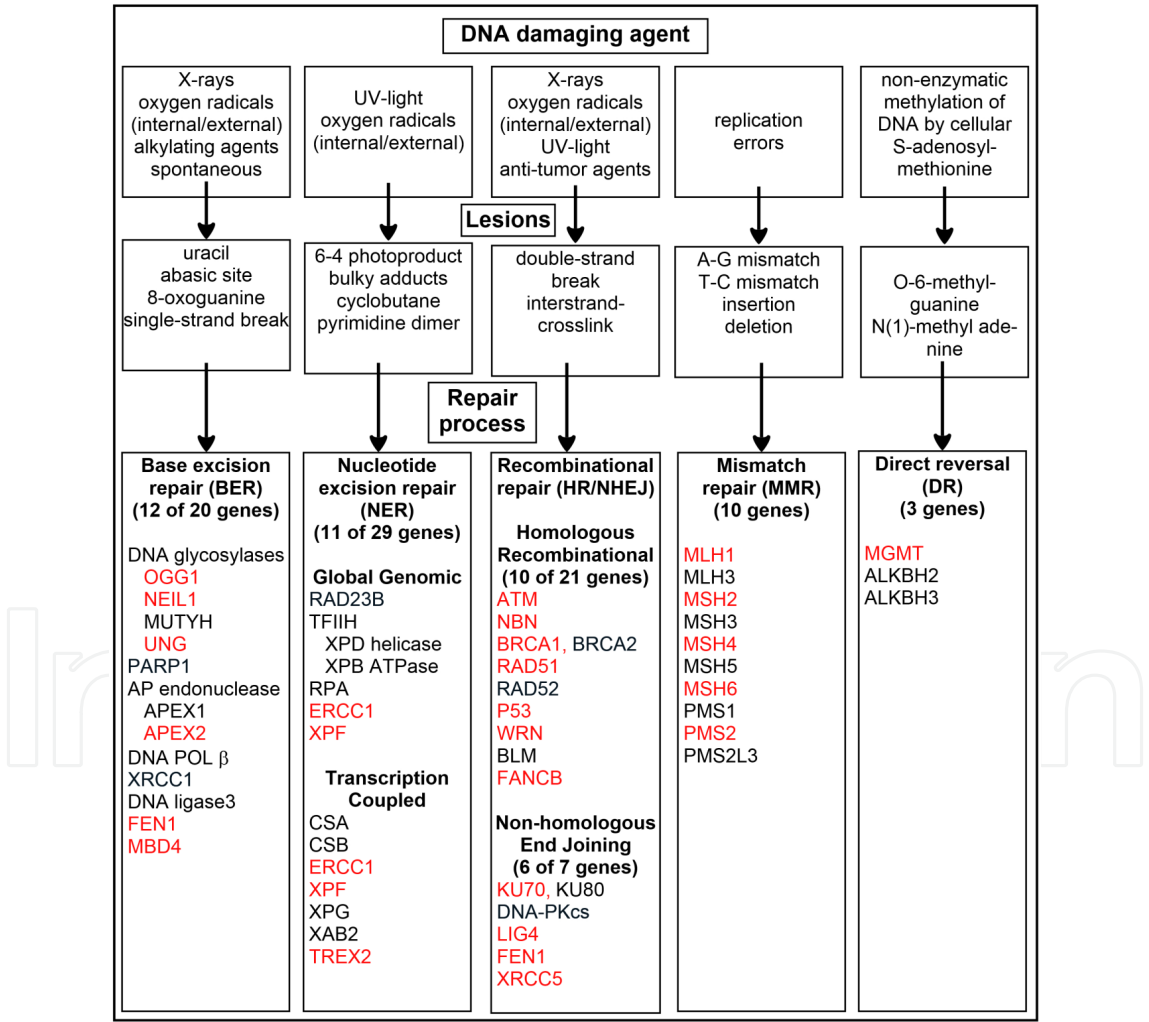 DNA damaging agent
X-rays
oxygen radicals
(internal/external)
alkylating agents
spontaneous
UV-light
oxygen radicals
(internal/external)
X-rays
oxygen radicals
(internal/external)
UV-light
anti-tumor agents
replication
errors
non-enzymatic
methylation of
DNA by cellular
S-adenosyl-
methionine
Lesions
uracil
abasic site
8-oxoguanine
single-strand break
6-4 photoproduct
bulky adducts
cyclobutane
pyrimidine dimer
double-strand
break
interstrand-
crosslink
A-G mismatch
T-C mismatch
insertion
deletion
O-6-methyl-
guanine
N(1)-methyl ade-
nine
Repair
process
Base excision
repair (BER)
(12 of 20 genes)
DNA glycosylases
OGG1
NEIL1
MUTYH
UNG
PARP1
AP endonuclease
APEX1
APEX2
DNA POL β
XRCC1
DNA ligase3
FEN1
MBD4
Nucleotide
excision repair
(NER)
(11 of 29 genes)
Global Genomic
RAD23B
TFIIH
XPD helicase
XPB ATPase
RPA
ERCC1
XPF
Transcription
Coupled
CSA
CSB
ERCC1
XPF
XPG
XAB2
TREX2
Recombinational
repair (HR/NHEJ)
Homologous
Recombinational
(10 of 21 genes)
ATM
NBN
BRCA1, BRCA2
RAD51
RAD52
P53
WRN
BLM
FANCB
Non-homologous
End Joining
(6 of 7 genes)
KU70, KU80
DNA-PKcs
LIG4
FEN1
XRCC5
Mismatch
repair (MMR)
(10 genes)
MLH1
MLH3
MSH2
MSH3
MSH4
MSH5
MSH6
PMS1
PMS2
PMS2L3
Direct reversal
(DR)
(3 genes)
MGMT
ALKBH2
ALKBH3